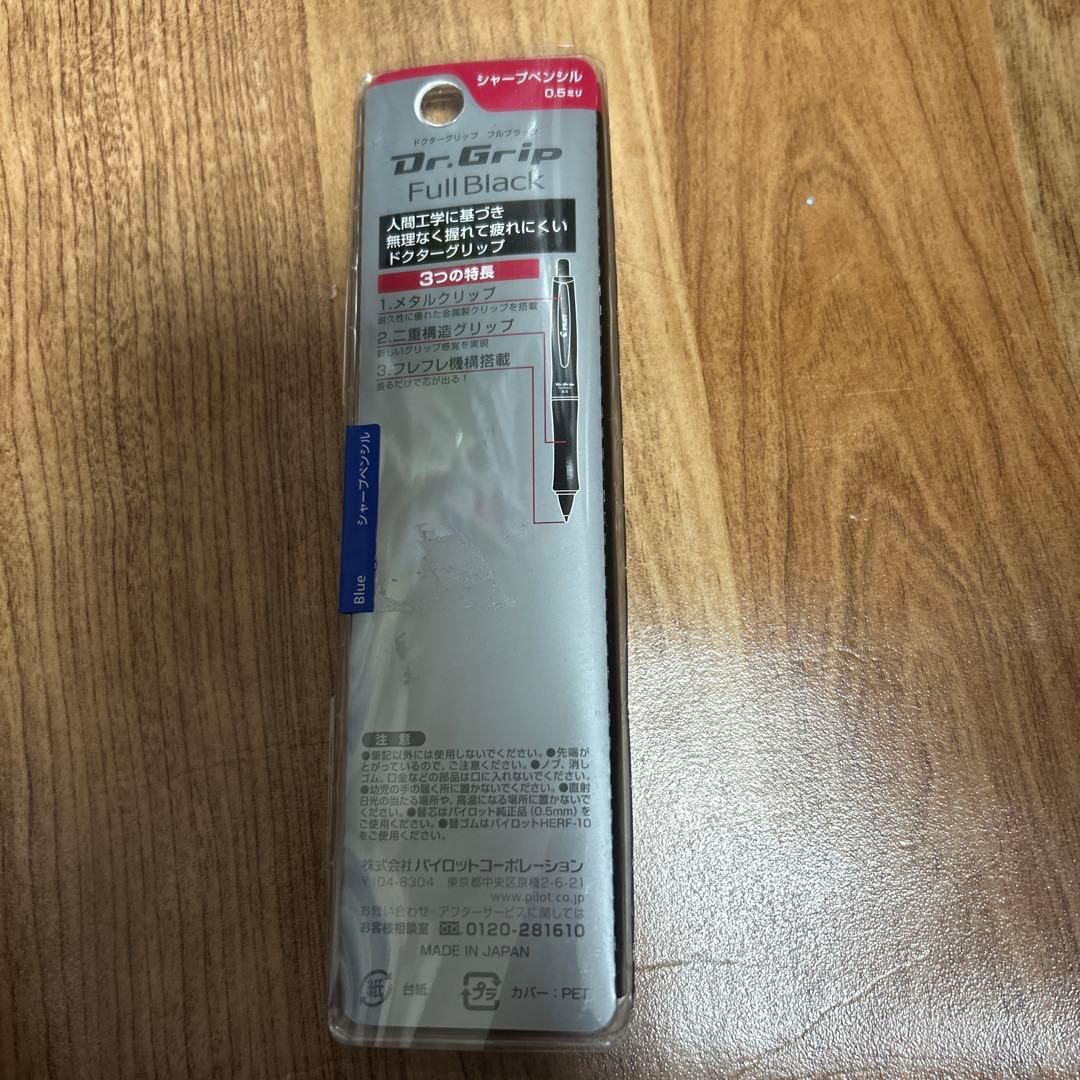 シャープペンシル
0.5ミリ
ドクターグリップ フルブラック
Dr.Grip
Full Black
人間工学に基づき
無理なく握れて疲れにくい
ドクターグリップ
3つの特長
1.メタルクリップ
耐久性に優れた金属製クリップを搭載
2.二重構造グリップ
新しいグリップ感覚を実現
3.フレフレ機構搭載
振るだけで芯が出る!
PILOT
Dr.Grip
0.5
Blue シャープペンシル
注意
●筆記以外には使用しないでください。●先端が
とがっているので、ご注意ください。●ノブ、消し
ゴム、口金などの部品は口に入れないでください。
●幼児の手の届く所に置かないでください。●直射
日光の当たる場所や、高温になる場所に置かないで
ください。●替芯はパイロット純正品(0.5mm)を
ご使用ください。●替ゴムはパイロットHERF-10
をご使用ください。
株式会社パイロットコーポレーション
〒104-8304 東京都中央区京橋2-6-21
www.pilot.co.jp
お問い合わせ・アフターサービスに関しては
お客様相談室 0120-281610
MADE IN JAPAN
紙 台紙 プラ カバー:PET